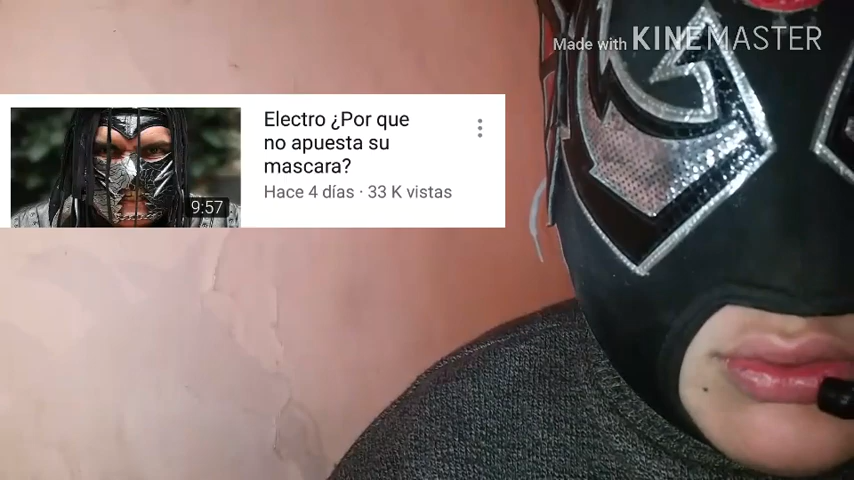 Made with KINEMASTER
Electro ¿Por que
no apuesta su
mascara?
Hace 4 días · 33 K vistas
9:57